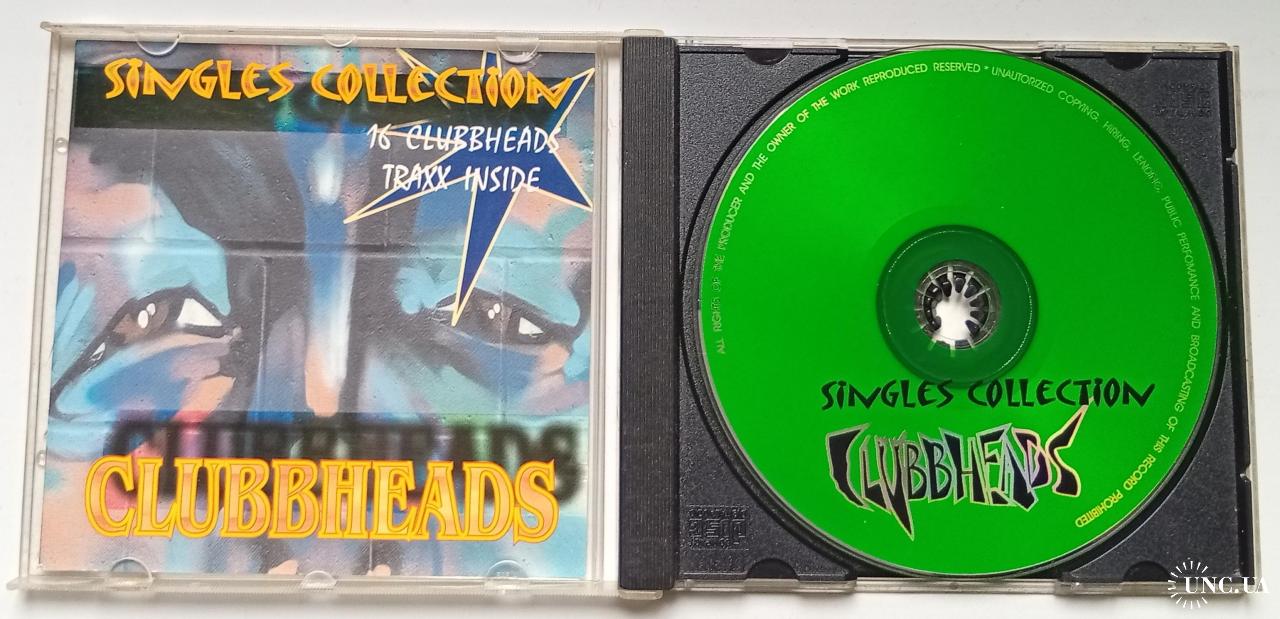 SINGLES COLLECTION
16 CLUBBHEADS
TRAXX INSIDE
CLUBBHEADS
CLUBBHEADS
ALL RIGHTS OF THE PRODUCER AND THE OWNER OF THE WORK REPRODUCED RESERVED * UNAUTORIZED COPYING, HIRING, LENDING, PUBLIC PERFOMANCE AND BROADCASTING OF THIS RECORD PROHIBITED
SINGLES COLLECTION
CLUBBHEADS
UNC.UA